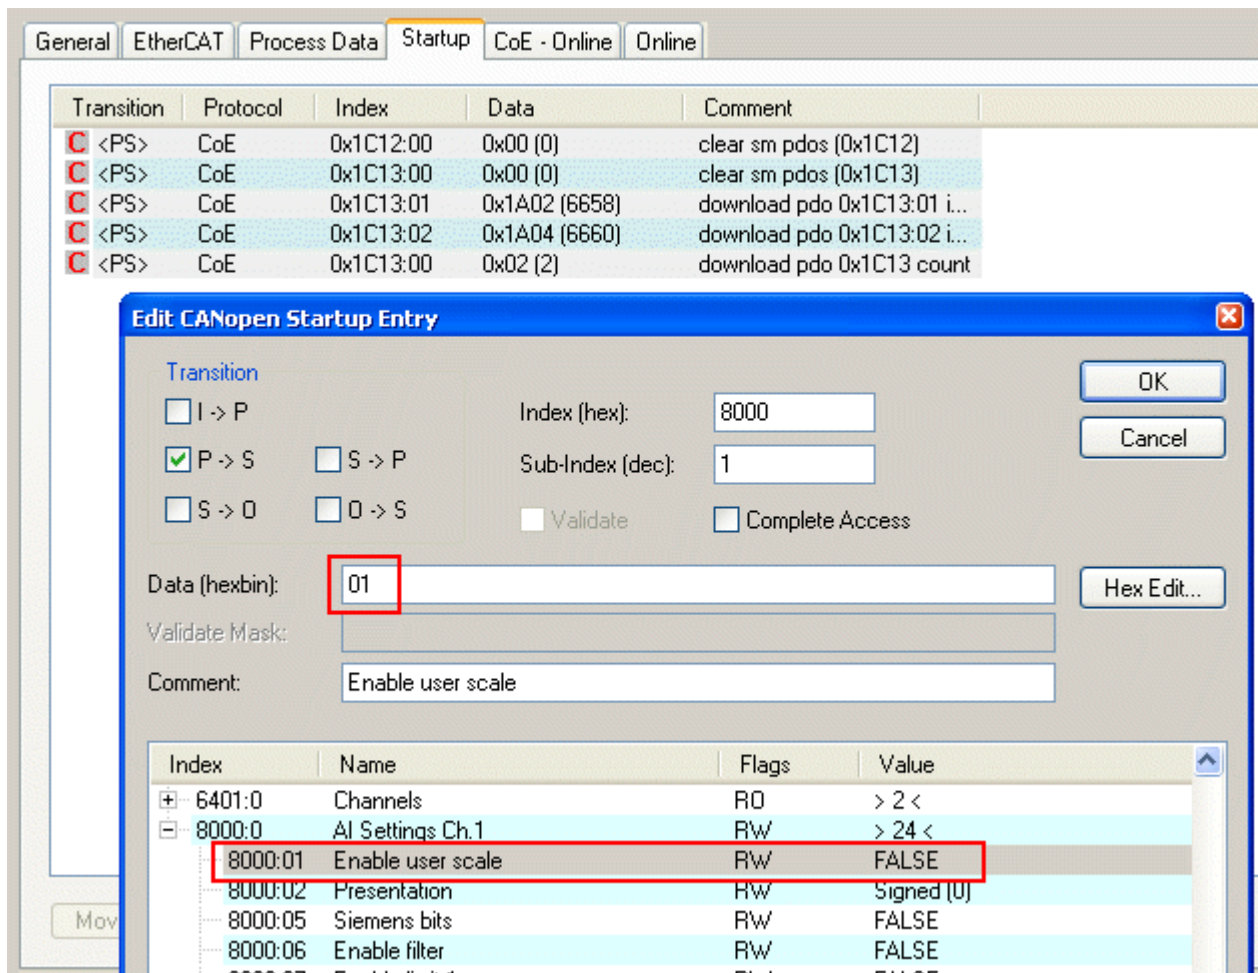 General EtherCAT Process Data Startup CoE - Online Online
Transition Protocol Index Data Comment
C <PS> CoE 0x1C12:00 0x00 (0) clear sm pdos (0x1C12)
C <PS> CoE 0x1C13:00 0x00 (0) clear sm pdos (0x1C13)
C <PS> CoE 0x1C13:01 0x1A02 (6658) download pdo 0x1C13:01 i...
C <PS> CoE 0x1C13:02 0x1A04 (6660) download pdo 0x1C13:02 i...
C <PS> CoE 0x1C13:00 0x02 (2) download pdo 0x1C13 count
Edit CANopen Startup Entry
Transition
OK
I -> P Index (hex): 8000
Cancel
P -> S S -> P Sub-Index (dec): 1
S -> O O -> S Validate Complete Access
Data (hexbin): 01 Hex Edit...
Validate Mask:
Comment: Enable user scale
Index Name Flags Value
6401:0 Channels RO > 2 <
8000:0 AI Settings Ch.1 RW > 24 <
8000:01 Enable user scale RW FALSE
8000:02 Presentation RW Signed (0)
Mov 8000:05 Siemens bits RW FALSE
8000:06 Enable filter RW FALSE